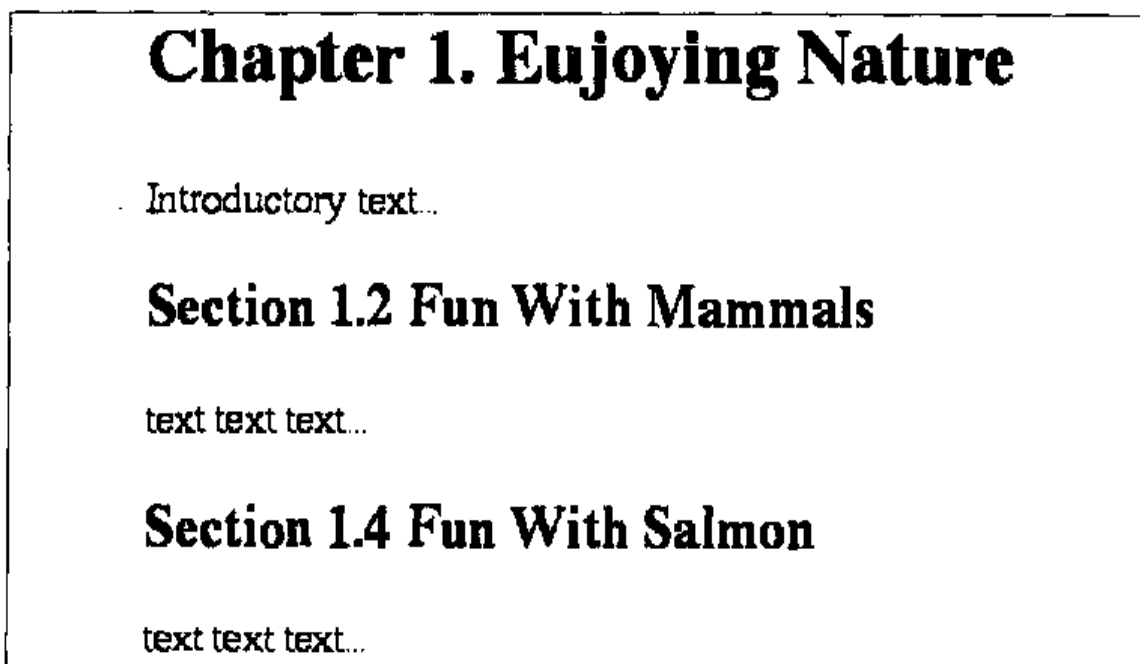 Chapter 1. Eujoying Nature
Introductory text...
Section 1.2 Fun With Mammals
text text text...
Section 1.4 Fun With Salmon
text text text...